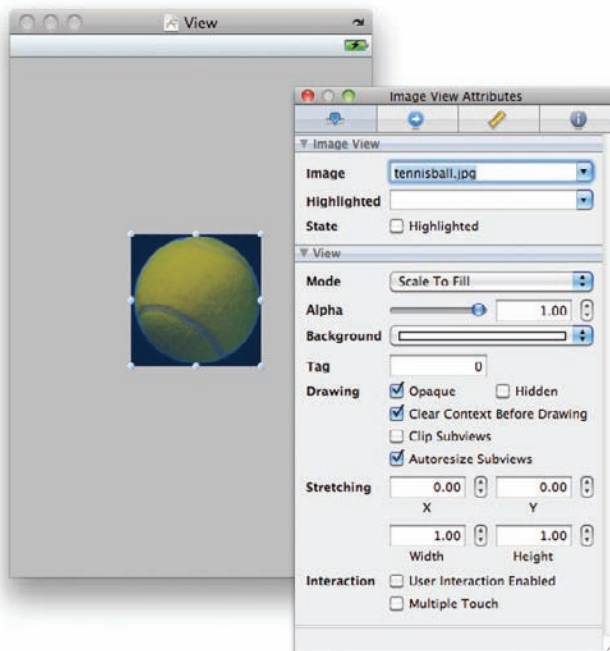 View
Image View Attributes
Image View
Image tennisball.jpg
Highlighted
State Highlighted
View
Mode Scale To Fill
Alpha 1.00
Background
Tag 0
Drawing Opaque Hidden
Clear Context Before Drawing
Clip Subviews
Autoresize Subviews
Stretching 0.00 0.00
X Y
1.00 1.00
Width Height
Interaction User Interaction Enabled
Multiple Touch